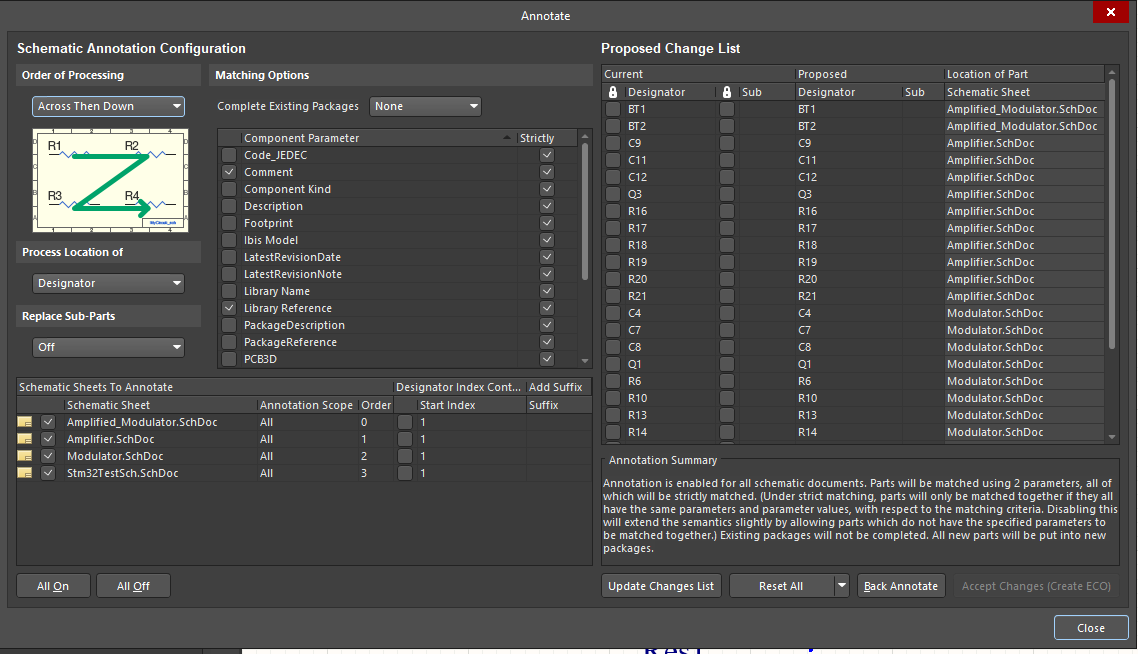 Annotate
Schematic Annotation Configuration
Order of Processing
Across Then Down
R1 R2
R3 R4
Process Location of
Designator
Replace Sub-Parts
Off
Matching Options
Complete Existing Packages None
Component Parameter Strictly
Code_JEDEC
Comment
Component Kind
Description
Footprint
Ibis Model
LatestRevisionDate
LatestRevisionNote
Library Name
Library Reference
PackageDescription
PackageReference
PCB3D
Schematic Sheets To Annotate Designator Index Cont... Add Suffix
Schematic Sheet Annotation Scope Order Start Index Suffix
Amplified_Modulator.SchDoc All 0 1
Amplifier.SchDoc All 1 1
Modulator.SchDoc All 2 1
Stm32TestSch.SchDoc All 3 1
All On All Off
Proposed Change List
Current Proposed Location of Part
Designator Sub Designator Sub Schematic Sheet
BT1 BT1 Amplified_Modulator.SchDoc
BT2 BT2 Amplified_Modulator.SchDoc
C9 C9 Amplifier.SchDoc
C11 C11 Amplifier.SchDoc
C12 C12 Amplifier.SchDoc
Q3 Q3 Amplifier.SchDoc
R16 R16 Amplifier.SchDoc
R17 R17 Amplifier.SchDoc
R18 R18 Amplifier.SchDoc
R19 R19 Amplifier.SchDoc
R20 R20 Amplifier.SchDoc
R21 R21 Amplifier.SchDoc
C4 C4 Modulator.SchDoc
C7 C7 Modulator.SchDoc
C8 C8 Modulator.SchDoc
Q1 Q1 Modulator.SchDoc
R6 R6 Modulator.SchDoc
R10 R10 Modulator.SchDoc
R13 R13 Modulator.SchDoc
R14 R14 Modulator.SchDoc
Annotation Summary
Annotation is enabled for all schematic documents. Parts will be matched using 2 parameters, all of
which will be strictly matched. (Under strict matching, parts will only be matched together if they all
have the same parameters and parameter values, with respect to the matching criteria. Disabling this
will extend the semantics slightly by allowing parts which do not have the specified parameters to
be matched together.) Existing packages will not be completed. All new parts will be put into new
packages.
Update Changes List Reset All Back Annotate Accept Changes (Create ECO)
Close